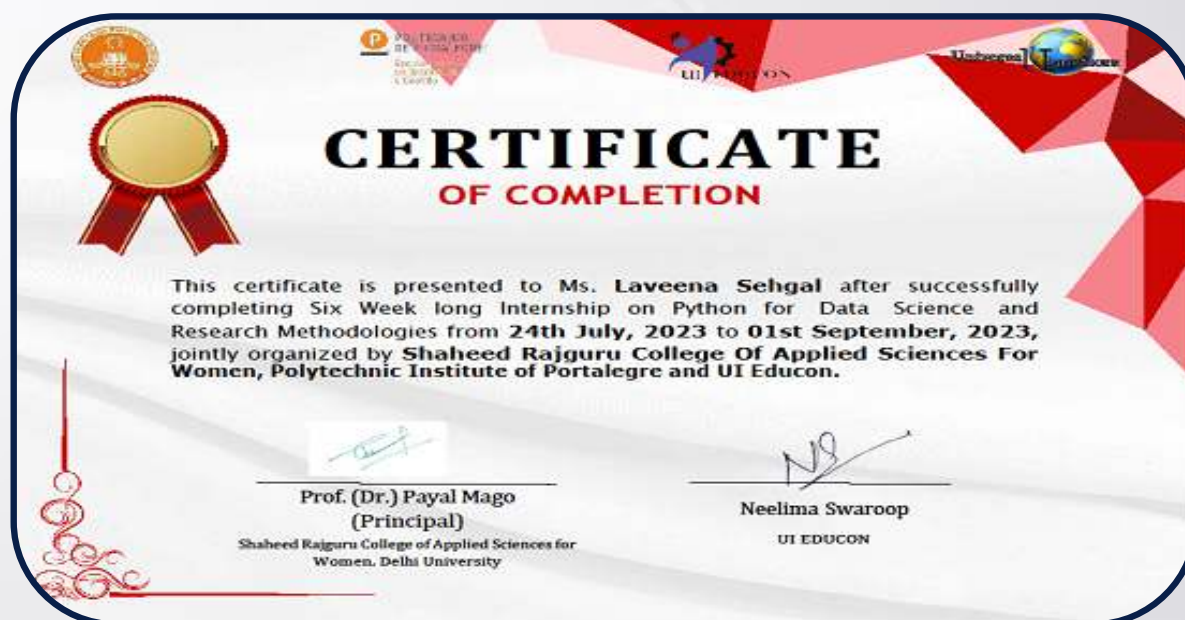 UI EDUCON
CERTIFICATE
OF COMPLETION
This certificate is presented to Ms. Laveena Sehgal after successfully
completing Six Week long Internship on Python for Data Science and
Research Methodologies from 24th July, 2023 to 01st September, 2023,
jointly organized by Shaheed Rajguru College Of Applied Sciences For
Women, Polytechnic Institute of Portalegre and UI Educon.
NS
Prof. (Dr.) Payal Mago
(Principal)
Shaheed Rajguru College of Applied Sciences for
Women, Delhi University
Neelima Swaroop
UI EDUCON